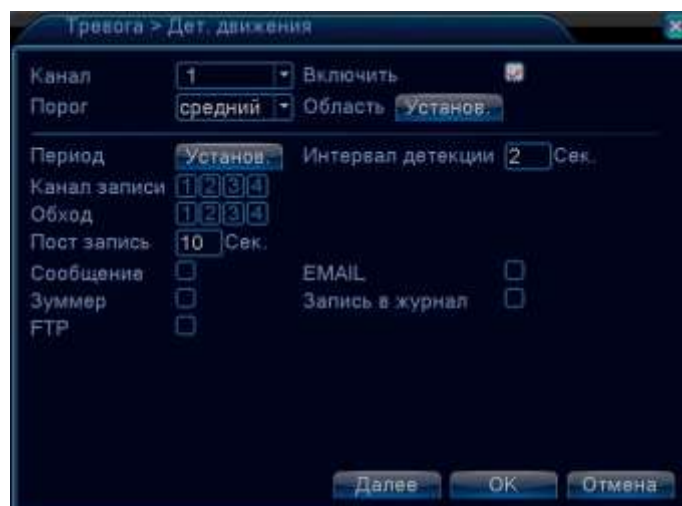 Тревога > Дет. движения
Канал 1 Включить
Порог средний Область Установ.
Период Установ. Интервал детекции 2 Сек.
Канал записи 1 2 3 4
Обход 1 2 3 4
Пост запись 10 Сек.
Сообщение EMAIL
Зуммер Запись в журнал
FTP
Далее OK Отмена